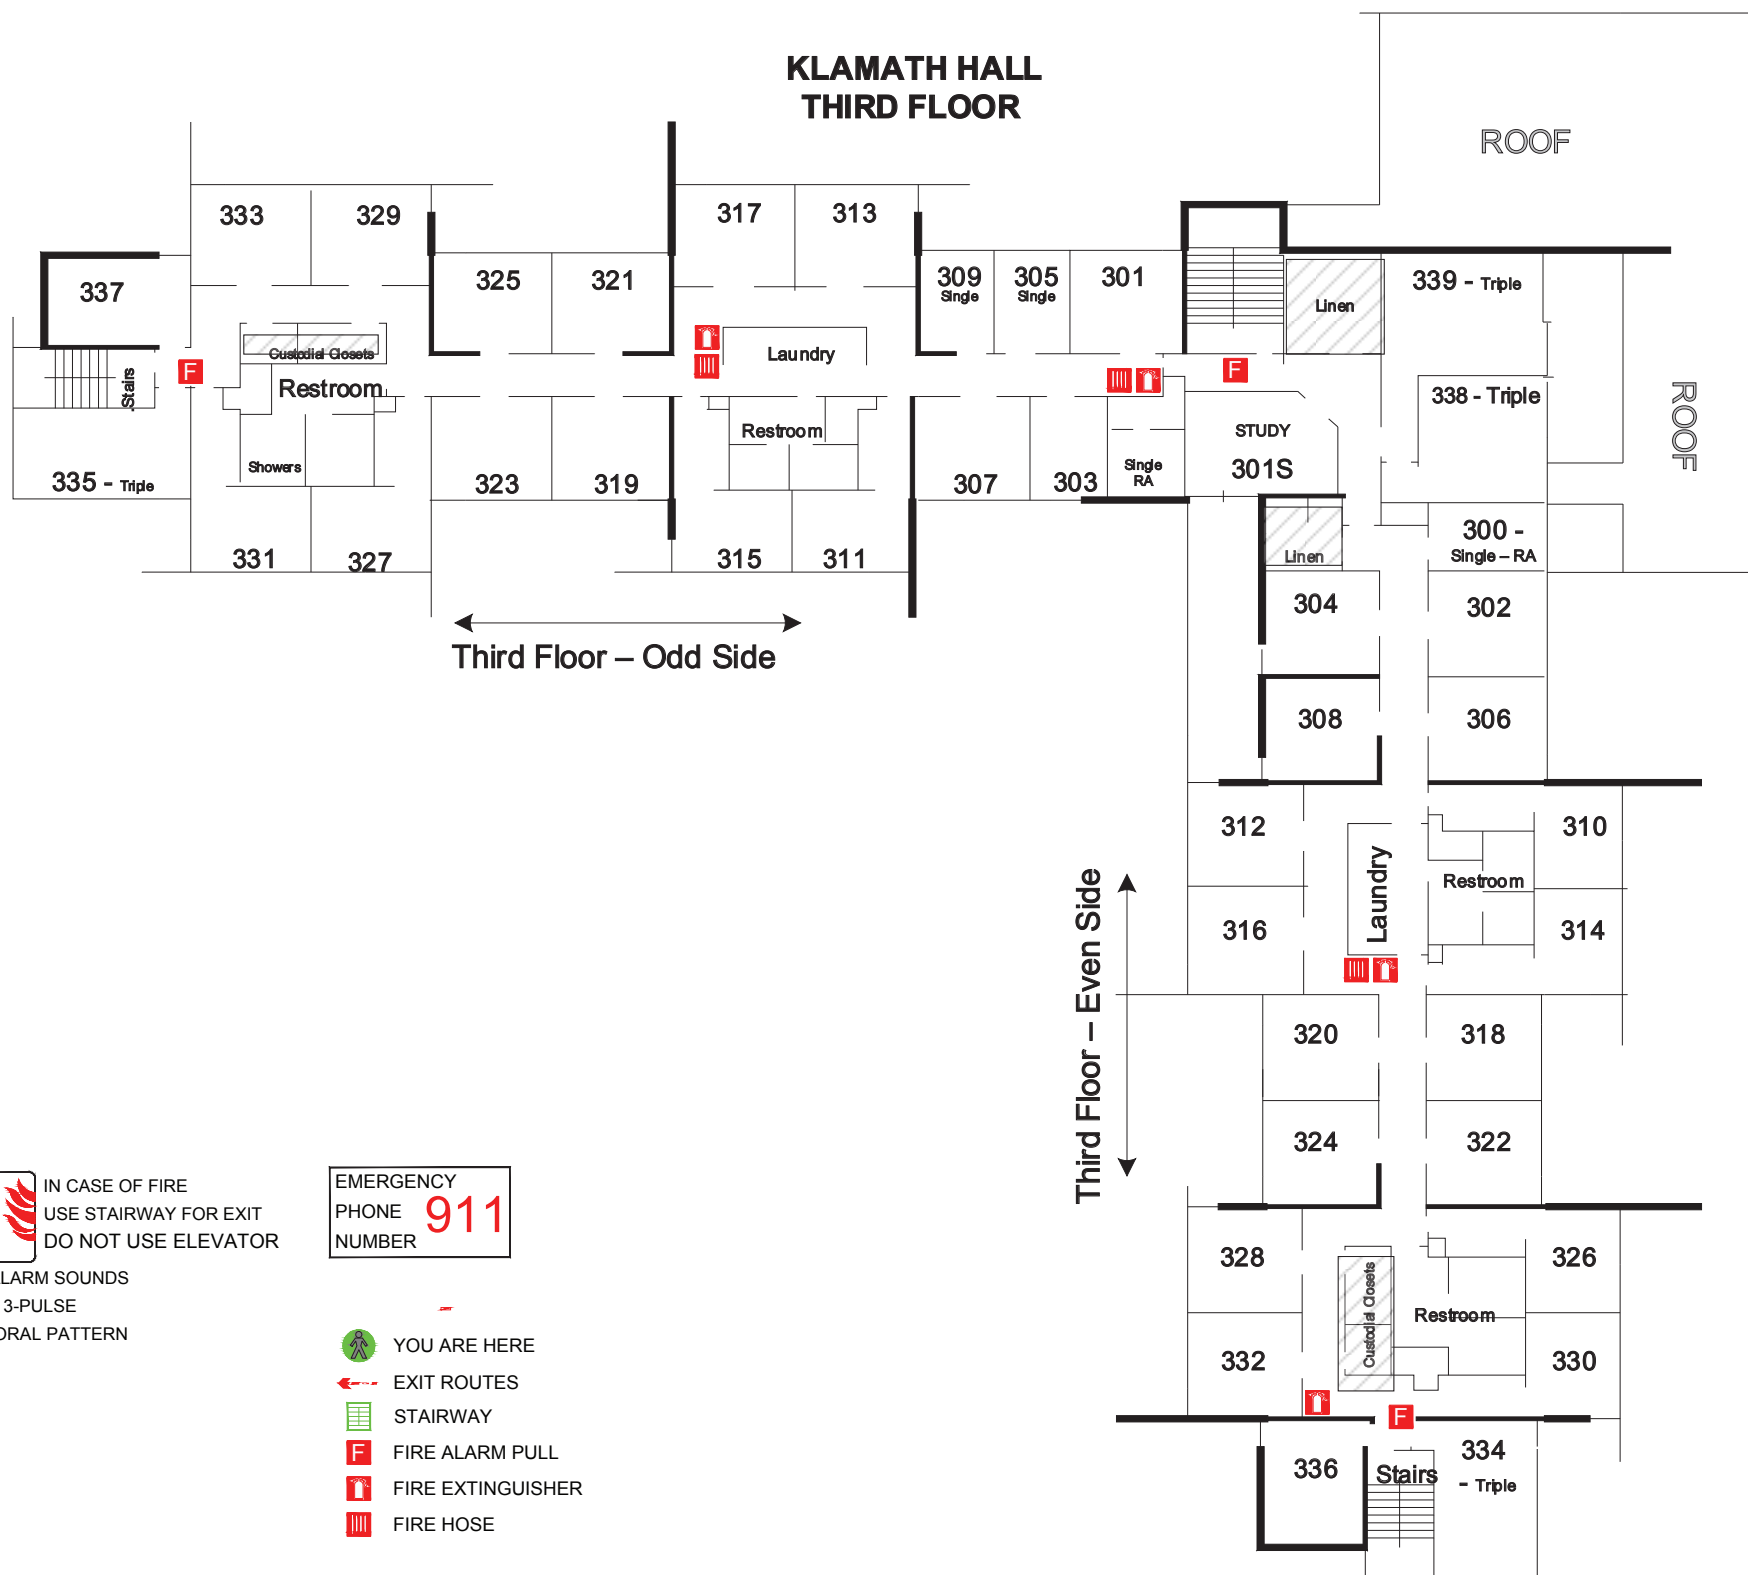 KLAMATH HALL
THIRD FLOOR
ROOF
333
329
317
313
337
325
321
309
Single
305
Single
301
Linen
339 - Triple
Custodial Closets
Laundry
F
F
Stairs
Restroom
338 - Triple
ROOF
Restroom
STUDY
Showers
Single
RA
301S
335 - Triple
323
319
307
303
331
327
315
311
Linen
300 -
Single – RA
304
302
Third Floor – Odd Side
308
306
312
310
Laundry
Restroom
316
314
Third Floor – Even Side
320
318
324
322
328
326
Custodial Closets
Restroom
332
330
F
336
Stairs
334
- Triple
IN CASE OF FIRE
USE STAIRWAY FOR EXIT
DO NOT USE ELEVATOR
LARM SOUNDS
3-PULSE
ORAL PATTERN
EMERGENCY
PHONE 911
NUMBER
YOU ARE HERE
EXIT ROUTES
STAIRWAY
F FIRE ALARM PULL
FIRE EXTINGUISHER
FIRE HOSE